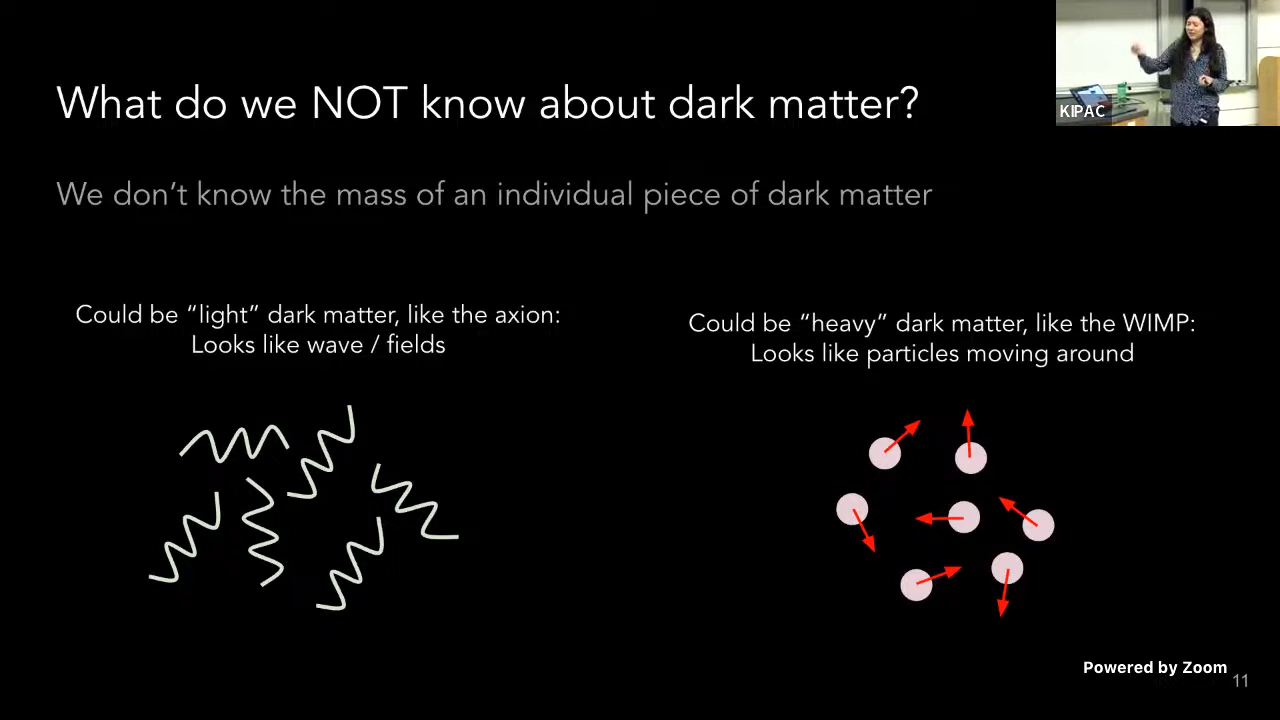 What do we NOT know about dark matter?
KIPAC
We don’t know the mass of an individual piece of dark matter
Could be “light” dark matter, like the axion:
Looks like wave / fields
Could be “heavy” dark matter, like the WIMP:
Looks like particles moving around
Powered by Zoom
11